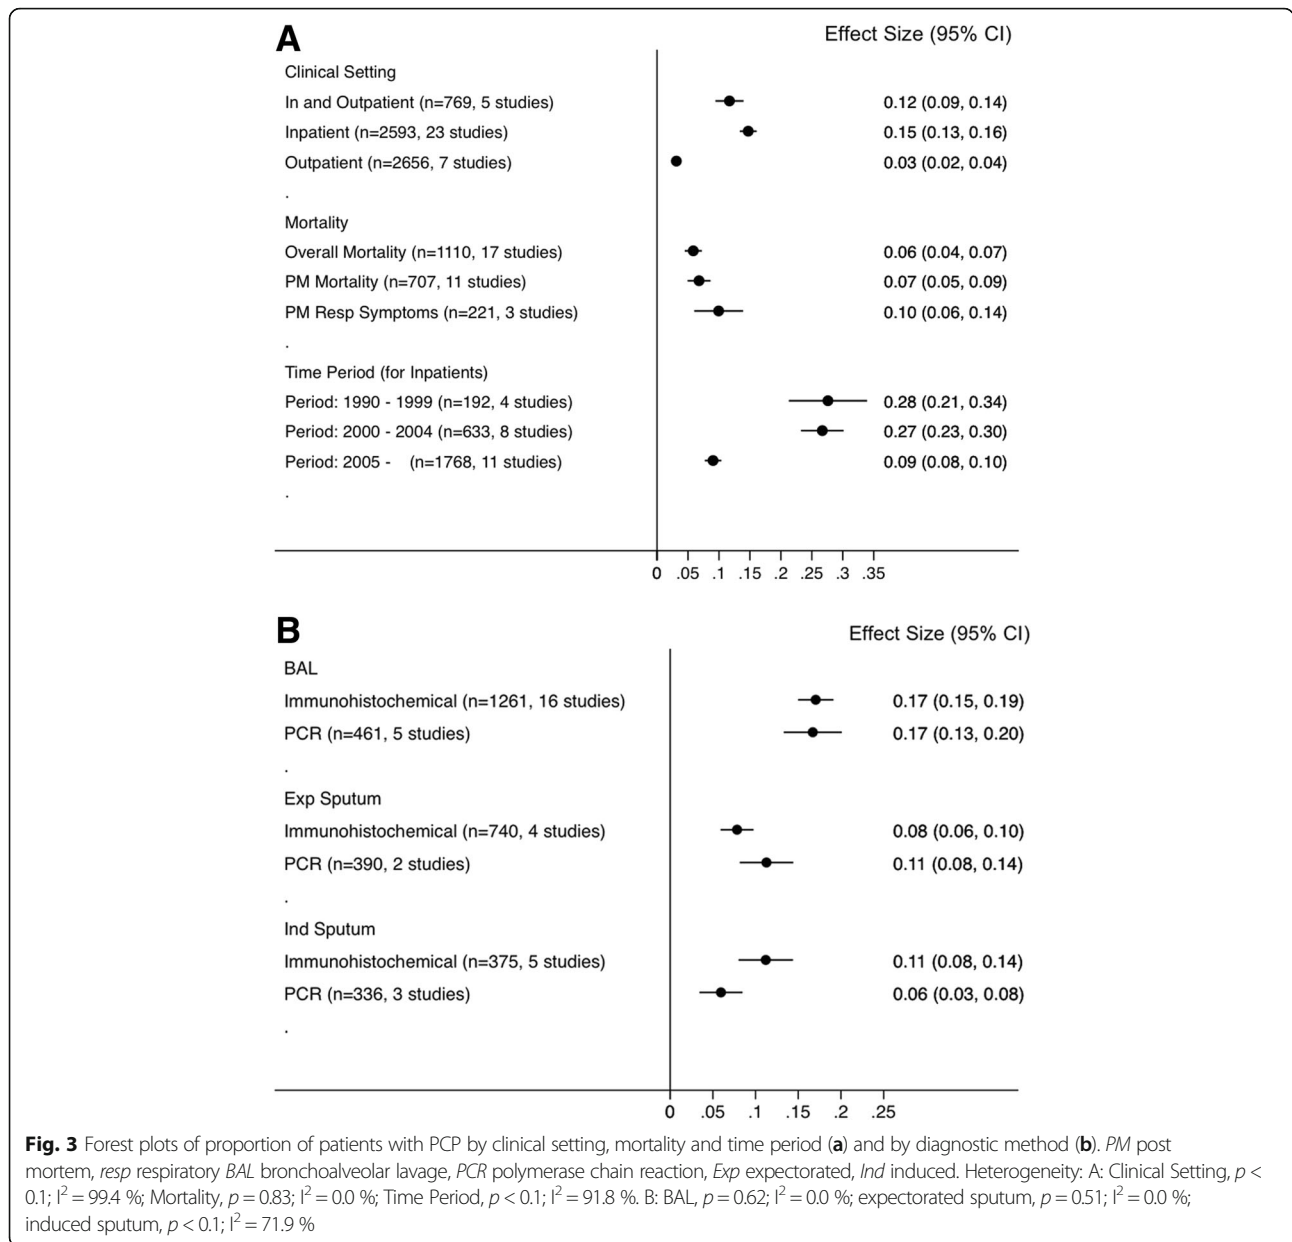 A
Effect Size (95% CI)
Clinical Setting
In and Outpatient (n=769, 5 studies) 0.12 (0.09, 0.14)
Inpatient (n=2593, 23 studies) 0.15 (0.13, 0.16)
Outpatient (n=2656, 7 studies) 0.03 (0.02, 0.04)
.
Mortality
Overall Mortality (n=1110, 17 studies) 0.06 (0.04, 0.07)
PM Mortality (n=707, 11 studies) 0.07 (0.05, 0.09)
PM Resp Symptoms (n=221, 3 studies) 0.10 (0.06, 0.14)
.
Time Period (for Inpatients)
Period: 1990 - 1999 (n=192, 4 studies) 0.28 (0.21, 0.34)
Period: 2000 - 2004 (n=633, 8 studies) 0.27 (0.23, 0.30)
Period: 2005 - (n=1768, 11 studies) 0.09 (0.08, 0.10)
.
0 .05 .1 .15 .2 .25 .3 .35
B
Effect Size (95% CI)
BAL
Immunohistochemical (n=1261, 16 studies) 0.17 (0.15, 0.19)
PCR (n=461, 5 studies) 0.17 (0.13, 0.20)
.
Exp Sputum
Immunohistochemical (n=740, 4 studies) 0.08 (0.06, 0.10)
PCR (n=390, 2 studies) 0.11 (0.08, 0.14)
.
Ind Sputum
Immunohistochemical (n=375, 5 studies) 0.11 (0.08, 0.14)
PCR (n=336, 3 studies) 0.06 (0.03, 0.08)
.
0 .05 .1 .15 .2 .25
Fig. 3 Forest plots of proportion of patients with PCP by clinical setting, mortality and time period (a) and by diagnostic method (b). PM post
mortem, resp respiratory BAL bronchoalveolar lavage, PCR polymerase chain reaction, Exp expectorated, Ind induced. Heterogeneity: A: Clinical Setting, p <
0.1; I² = 99.4 %; Mortality, p = 0.83; I² = 0.0 %; Time Period, p < 0.1; I² = 91.8 %. B: BAL, p = 0.62; I² = 0.0 %; expectorated sputum, p = 0.51; I² = 0.0 %;
induced sputum, p < 0.1; I² = 71.9 %